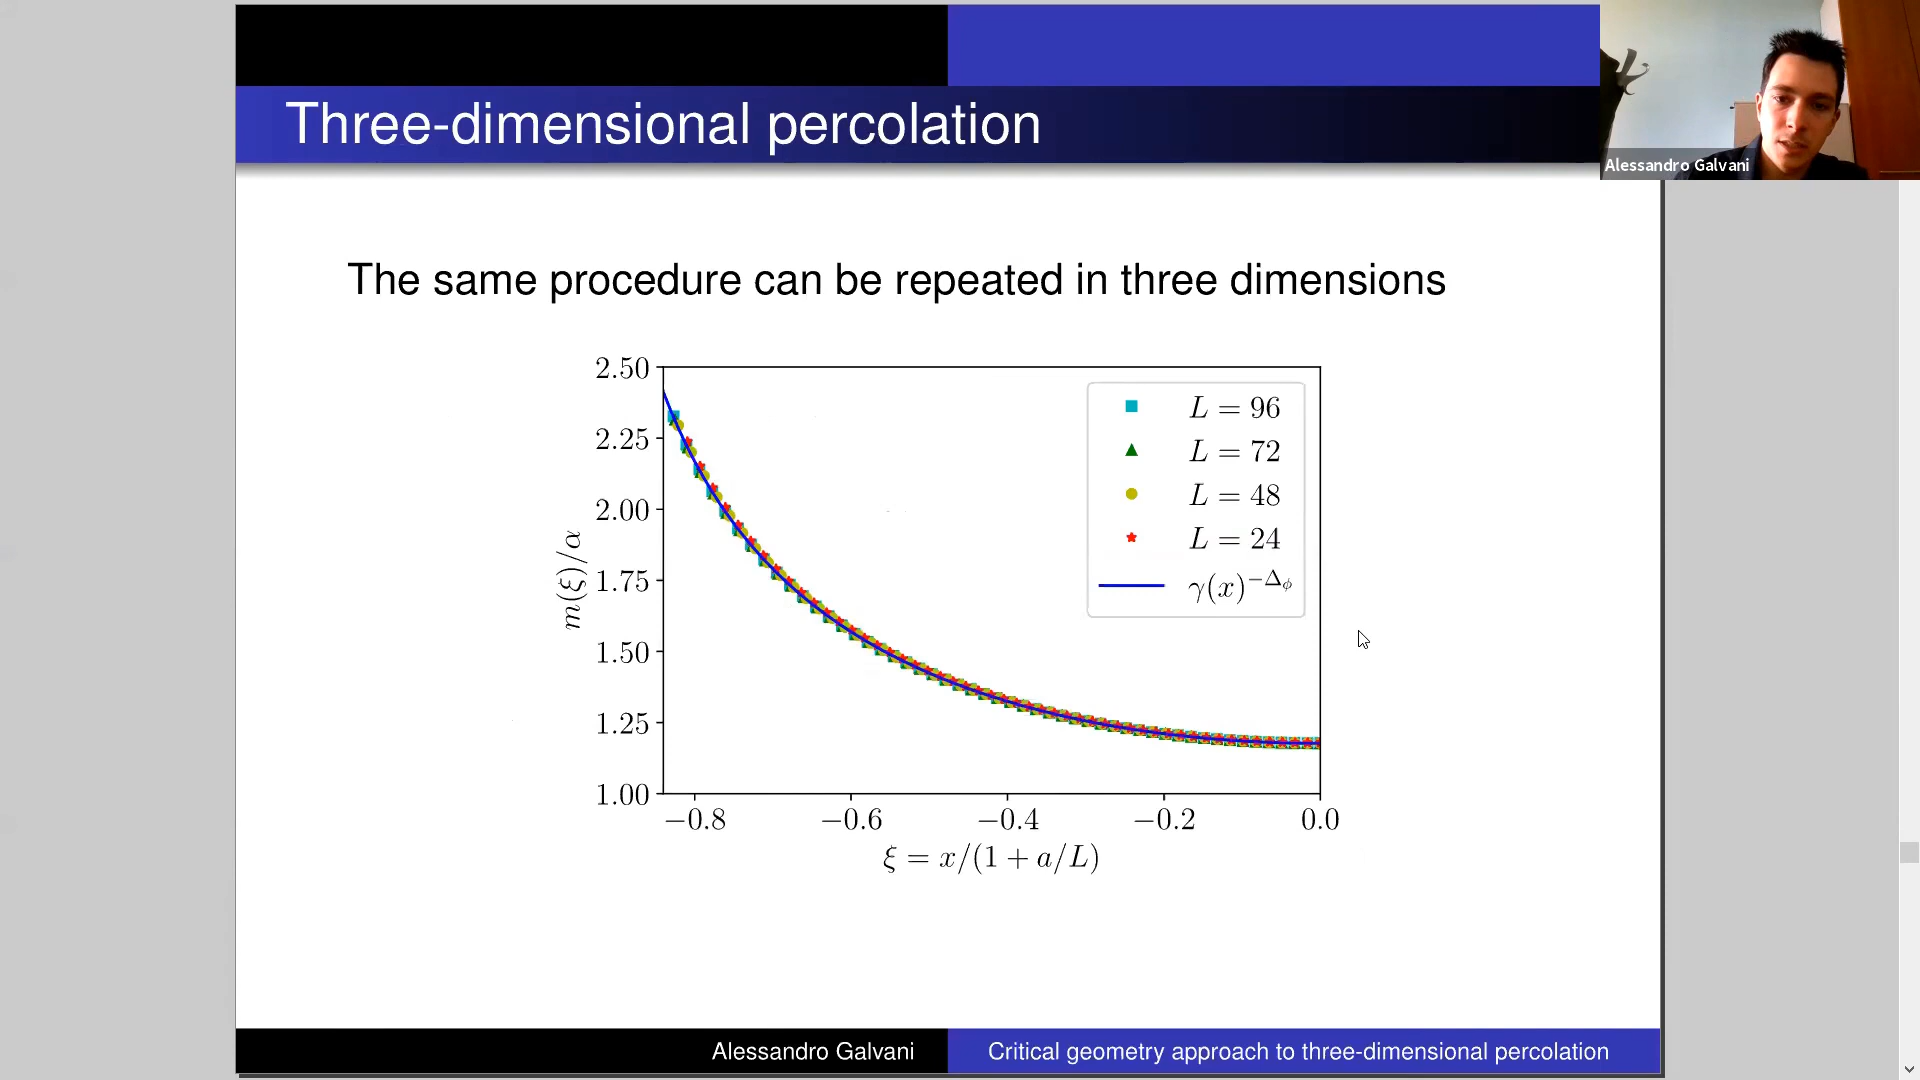 Three-dimensional percolation
Alessandro Galvani
The same procedure can be repeated in three dimensions
2.50
2.25
2.00
1.75
1.50
1.25
1.00
m(ξ)/α
L = 96
L = 72
L = 48
L = 24
γ(x)^{−Δ_ϕ}
−0.8 −0.6 −0.4 −0.2 0.0
ξ = x/(1 + a/L)
Alessandro Galvani Critical geometry approach to three-dimensional percolation